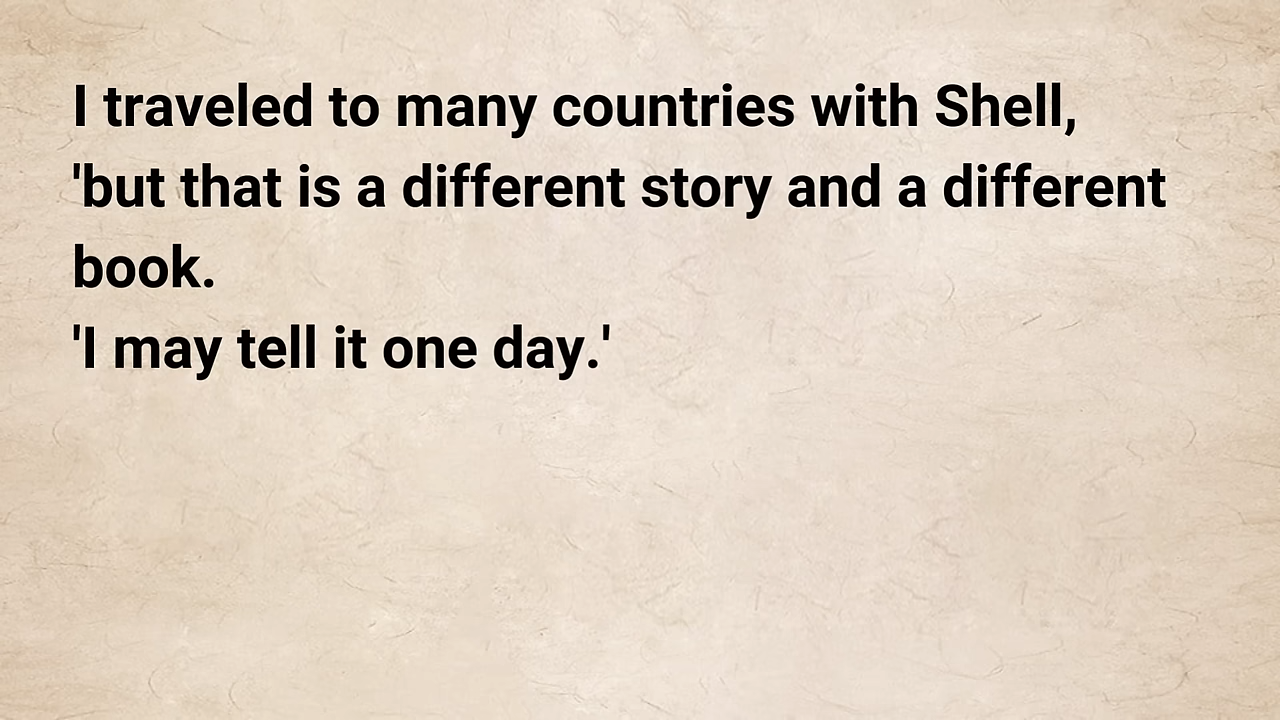 I traveled to many countries with Shell,
'but that is a different story and a different
book.
'I may tell it one day.'